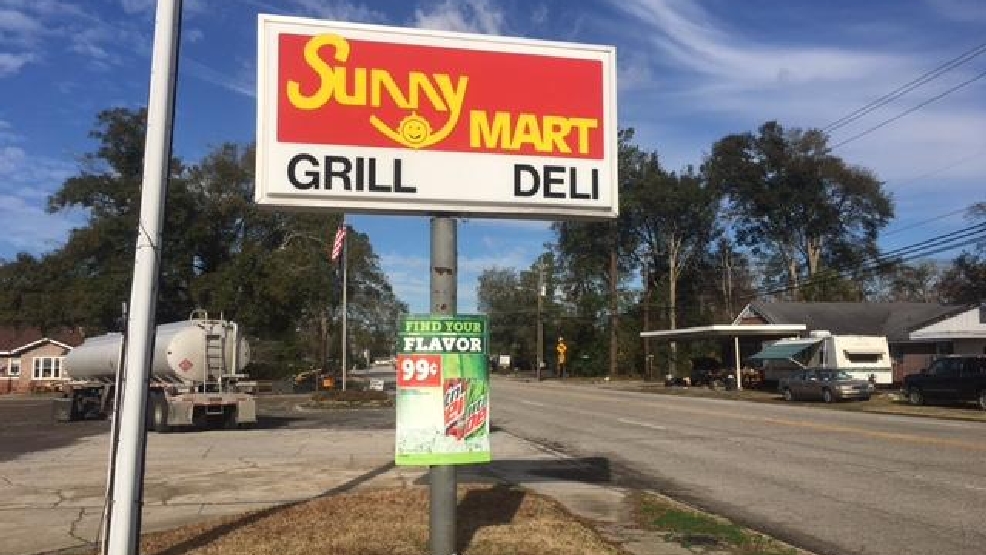 Sunny
MART
GRILL DELI
FIND YOUR
FLAVOR
99¢